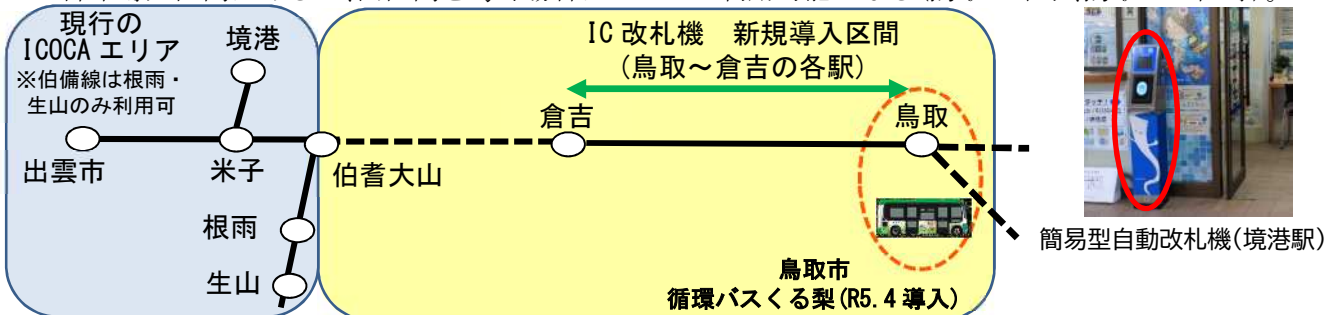 現行の
ICOCA エリア
※伯備線は根雨・
生山のみ利用可
境港
出雲市
米子
伯耆大山
根雨
生山
IC 改札機　新規導入区間
(鳥取～倉吉の各駅)
倉吉
鳥取
鳥取市
循環バスくる梨(R5.4 導入)
簡易型自動改札機(境港駅)